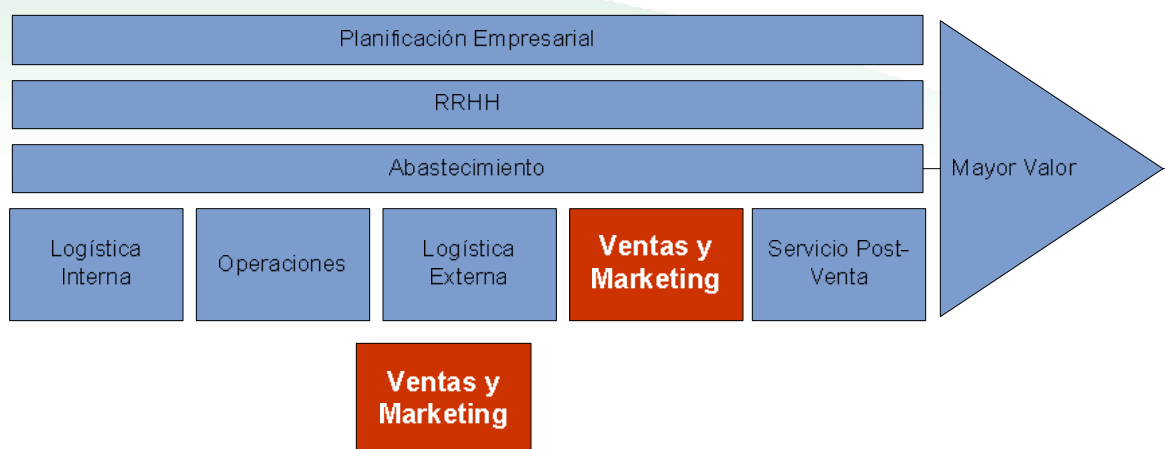 Planificación Empresarial
RRHH
Abastecimiento
Mayor Valor
Logística
Interna
Operaciones
Logística
Externa
Ventas y
Marketing
Servicio Post-
Venta
Ventas y
Marketing